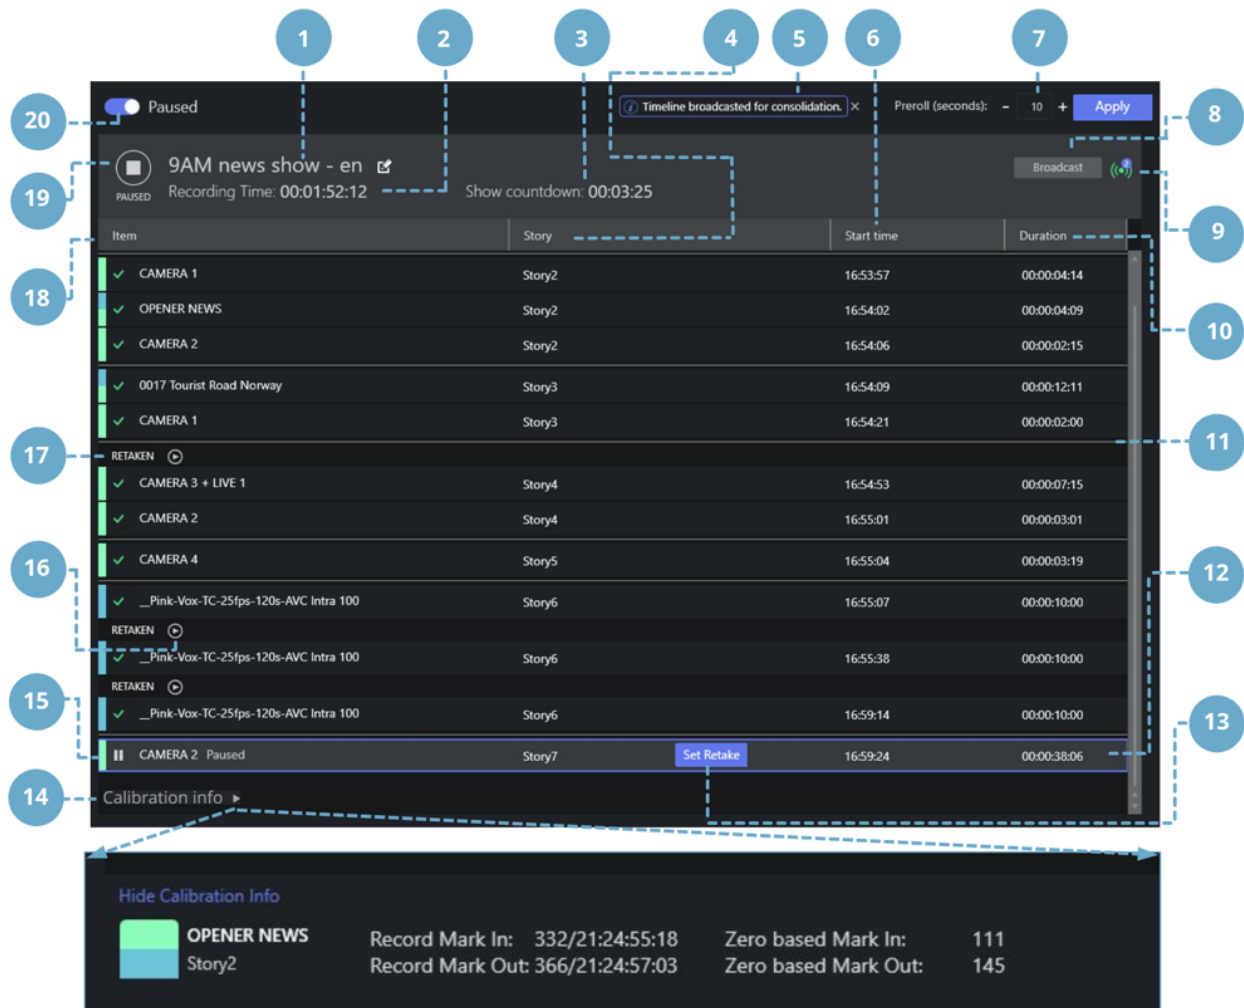 1 2 3 4 5 6 7
20 Paused Timeline broadcasted for consolidation. × Preroll (seconds): - 10 + Apply
8
19 PAUSED 9AM news show - en Broadcast 2
Recording Time: 00:01:52:12 Show countdown: 00:03:25
9
Item Story Start time Duration
18
CAMERA 1 Story2 16:53:57 00:00:04:14
OPENER NEWS Story2 16:54:02 00:00:04:09
10
CAMERA 2 Story2 16:54:06 00:00:02:15
0017 Tourist Road Norway Story3 16:54:09 00:00:12:11
CAMERA 1 Story3 16:54:21 00:00:02:00
11
17 RETAKEN
CAMERA 3 + LIVE 1 Story4 16:54:53 00:00:07:15
CAMERA 2 Story4 16:55:01 00:00:03:01
CAMERA 4 Story5 16:55:04 00:00:03:19
16 12
__Pink-Vox-TC-25fps-120s-AVC Intra 100 Story6 16:55:07 00:00:10:00
RETAKEN
__Pink-Vox-TC-25fps-120s-AVC Intra 100 Story6 16:55:38 00:00:10:00
RETAKEN
15
__Pink-Vox-TC-25fps-120s-AVC Intra 100 Story6 16:59:14 00:00:10:00
13
CAMERA 2 Paused Story7 Set Retake 16:59:24 00:00:38:06
14 Calibration info
Hide Calibration Info
OPENER NEWS Record Mark In: 332/21:24:55:18 Zero based Mark In: 111
Story2 Record Mark Out: 366/21:24:57:03 Zero based Mark Out: 145